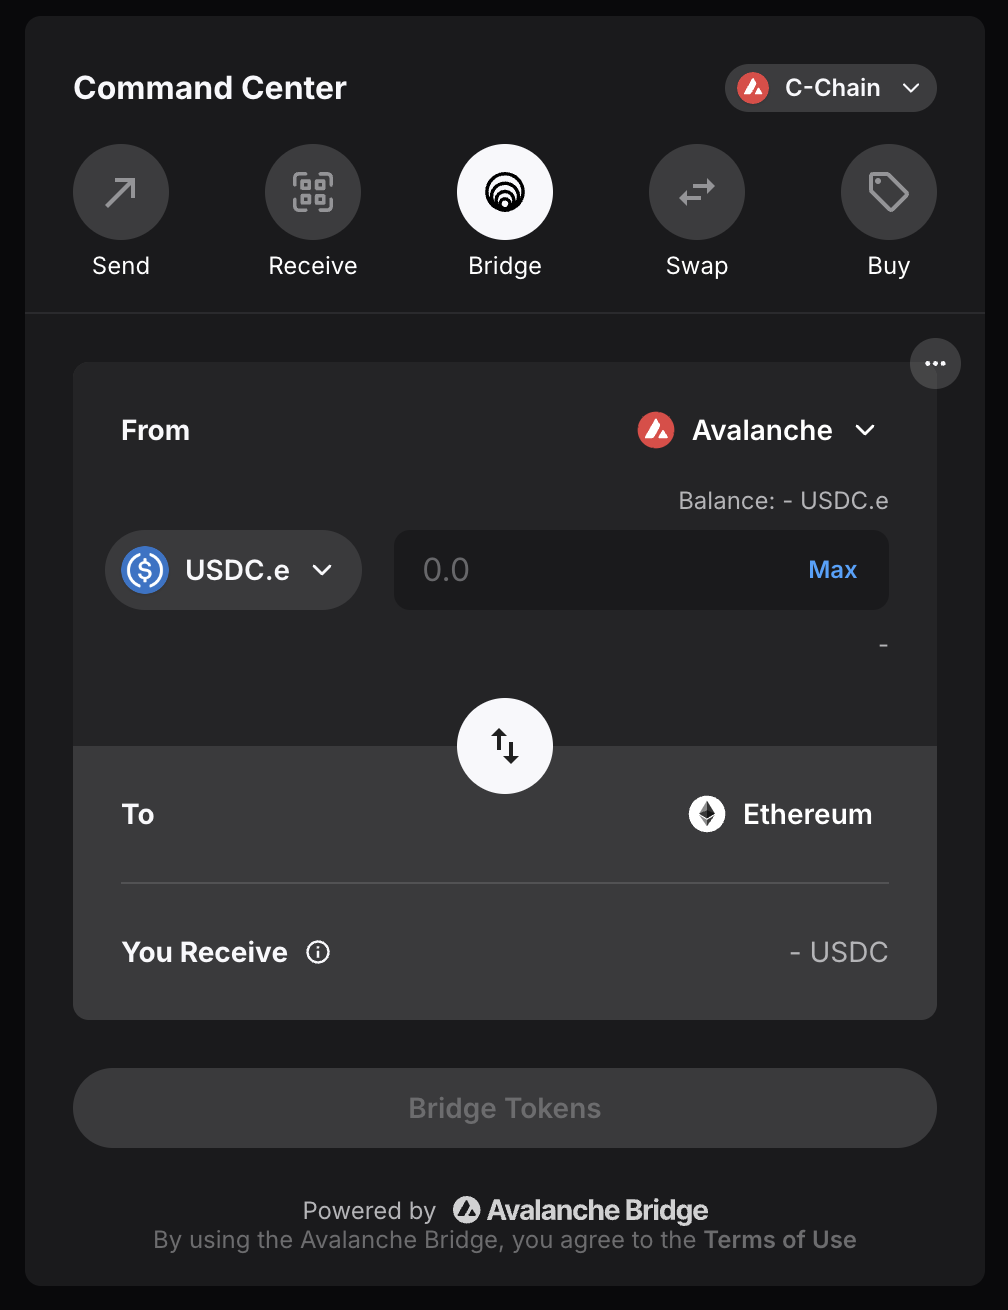 Command Center
C-Chain
Send
Receive
Bridge
Swap
Buy
From
Avalanche
Balance: - USDC.e
USDC.e
0.0
Max
-
To
Ethereum
You Receive
- USDC
Bridge Tokens
Powered by Avalanche Bridge
By using the Avalanche Bridge, you agree to the Terms of Use